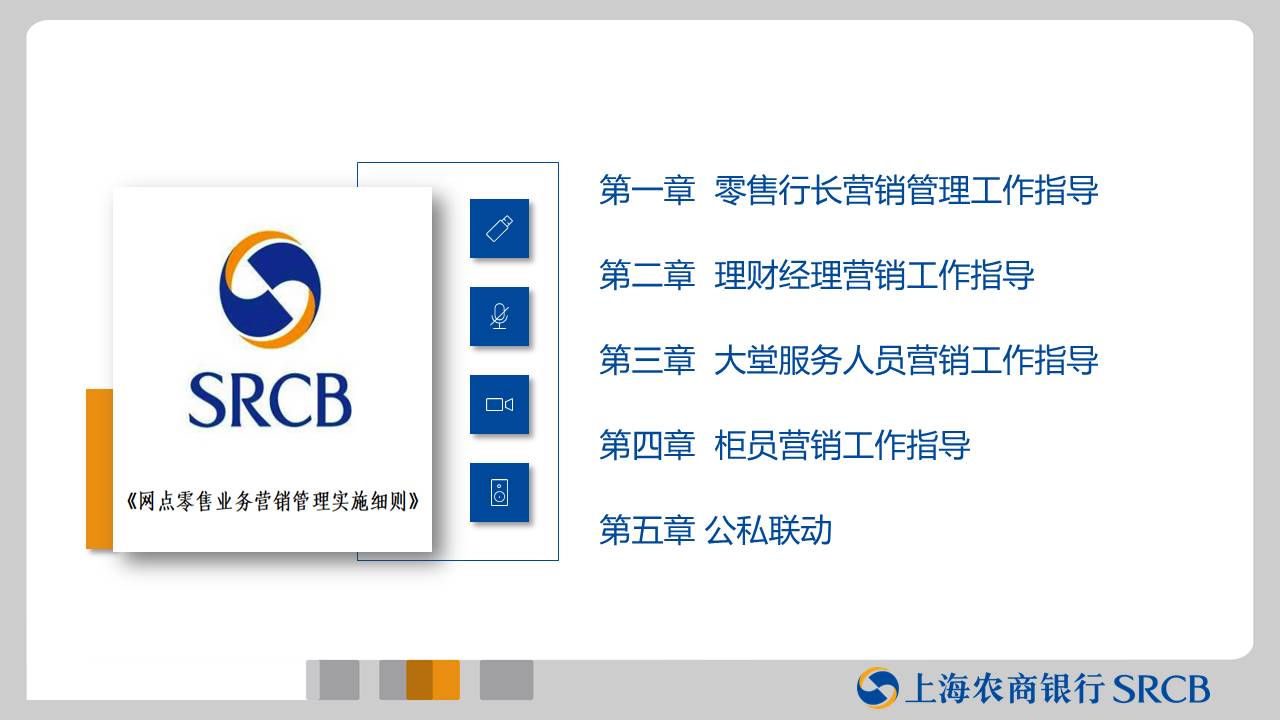 第一章 零售行长营销管理工作指导
第二章 理财经理营销工作指导
第三章 大堂服务人员营销工作指导
第四章 柜员营销工作指导
第五章 公私联动
SRCB
《网点零售业务营销管理实施细则》
上海农商银行 SRCB